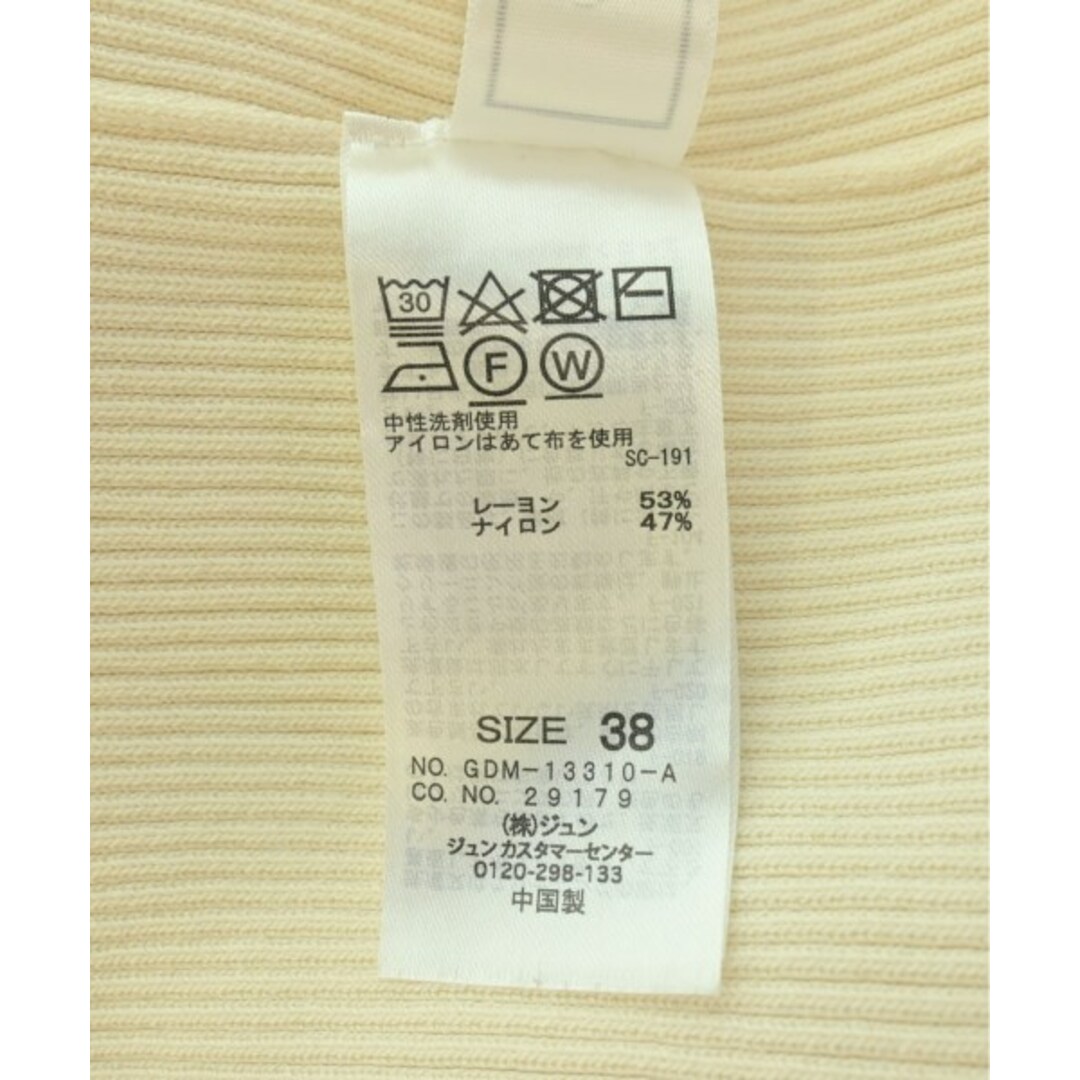 30
F W
中性洗剤使用
アイロンはあて布を使用
SC-191
レーヨン 53%
ナイロン 47%
SIZE 38
NO. GDM-13310-A
CO. NO. 29179
(株)ジュン
ジュンカスタマーセンター
0120-298-133
中国製